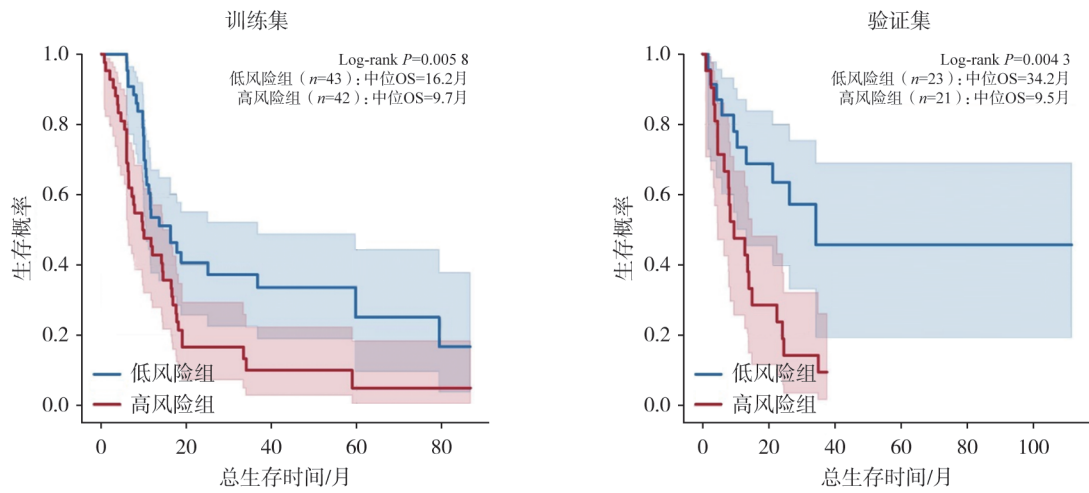 训练集
Log-rank P=0.005 8
低风险组（n=43）：中位OS=16.2月
高风险组（n=42）：中位OS=9.7月
1.0
0.8
0.6
0.4
0.2
0.0
生存概率
低风险组
高风险组
0 20 40 60 80
总生存时间/月
验证集
Log-rank P=0.004 3
低风险组（n=23）：中位OS=34.2月
高风险组（n=21）：中位OS=9.5月
1.0
0.8
0.6
0.4
0.2
0.0
生存概率
低风险组
高风险组
0 20 40 60 80 100
总生存时间/月